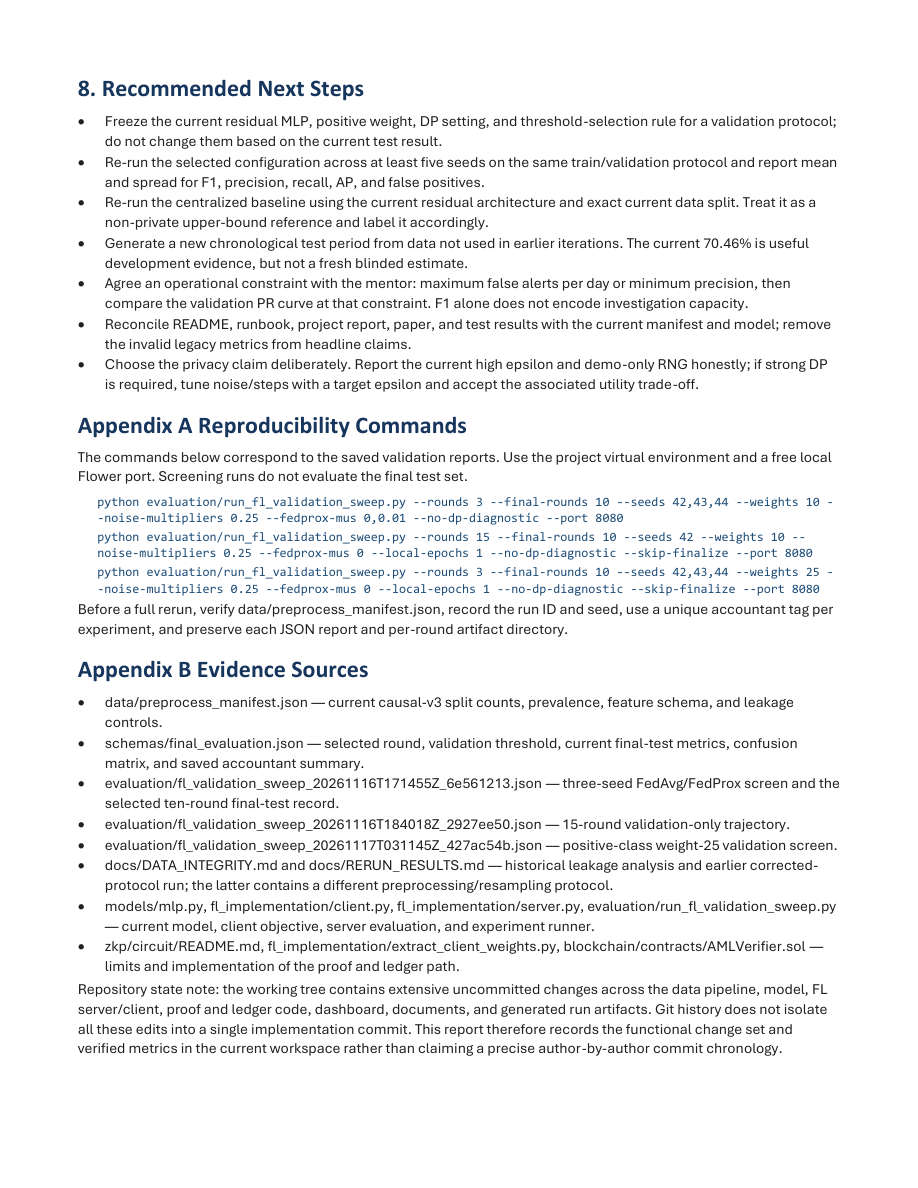 8. Recommended Next Steps
• Freeze the current residual MLP, positive weight, DP setting, and threshold-selection rule for a validation protocol;
do not change them based on the current test result.
• Re-run the selected configuration across at least five seeds on the same train/validation protocol and report mean
and spread for F1, precision, recall, AP, and false positives.
• Re-run the centralized baseline using the current residual architecture and exact current data split. Treat it as a
non-private upper-bound reference and label it accordingly.
• Generate a new chronological test period from data not used in earlier iterations. The current 70.46% is useful
development evidence, but not a fresh blinded estimate.
• Agree an operational constraint with the mentor: maximum false alerts per day or minimum precision, then
compare the validation PR curve at that constraint. F1 alone does not encode investigation capacity.
• Reconcile README, runbook, project report, paper, and test results with the current manifest and model; remove
the invalid legacy metrics from headline claims.
• Choose the privacy claim deliberately. Report the current high epsilon and demo-only RNG honestly; if strong DP
is required, tune noise/steps with a target epsilon and accept the associated utility trade-off.
Appendix A Reproducibility Commands
The commands below correspond to the saved validation reports. Use the project virtual environment and a free local
Flower port. Screening runs do not evaluate the final test set.
python evaluation/run_fl_validation_sweep.py --rounds 3 --final-rounds 10 --seeds 42,43,44 --weights 10 -
-noise-multipliers 0.25 --fedprox-mus 0,0.01 --no-dp-diagnostic --port 8080
python evaluation/run_fl_validation_sweep.py --rounds 15 --final-rounds 10 --seeds 42 --weights 10 --
noise-multipliers 0.25 --fedprox-mus 0 --local-epochs 1 --no-dp-diagnostic --skip-finalize --port 8080
python evaluation/run_fl_validation_sweep.py --rounds 3 --final-rounds 10 --seeds 42,43,44 --weights 25 -
-noise-multipliers 0.25 --fedprox-mus 0 --local-epochs 1 --no-dp-diagnostic --skip-finalize --port 8080
Before a full rerun, verify data/preprocess_manifest.json, record the run ID and seed, use a unique accountant tag per
experiment, and preserve each JSON report and per-round artifact directory.
Appendix B Evidence Sources
• data/preprocess_manifest.json — current causal-v3 split counts, prevalence, feature schema, and leakage
controls.
• schemas/final_evaluation.json — selected round, validation threshold, current final-test metrics, confusion
matrix, and saved accountant summary.
• evaluation/fl_validation_sweep_20261116T171455Z_6e561213.json — three-seed FedAvg/FedProx screen and the
selected ten-round final-test record.
• evaluation/fl_validation_sweep_20261116T184018Z_2927ee50.json — 15-round validation-only trajectory.
• evaluation/fl_validation_sweep_20261117T031145Z_427ac54b.json — positive-class weight-25 validation screen.
• docs/DATA_INTEGRITY.md and docs/RERUN_RESULTS.md — historical leakage analysis and earlier corrected-
protocol run; the latter contains a different preprocessing/resampling protocol.
• models/mlp.py, fl_implementation/client.py, fl_implementation/server.py, evaluation/run_fl_validation_sweep.py
— current model, client objective, server evaluation, and experiment runner.
• zkp/circuit/README.md, fl_implementation/extract_client_weights.py, blockchain/contracts/AMLVerifier.sol —
limits and implementation of the proof and ledger path.
Repository state note: the working tree contains extensive uncommitted changes across the data pipeline, model, FL
server/client, proof and ledger code, dashboard, documents, and generated run artifacts. Git history does not isolate
all these edits into a single implementation commit. This report therefore records the functional change set and
verified metrics in the current workspace rather than claiming a precise author-by-author commit chronology.